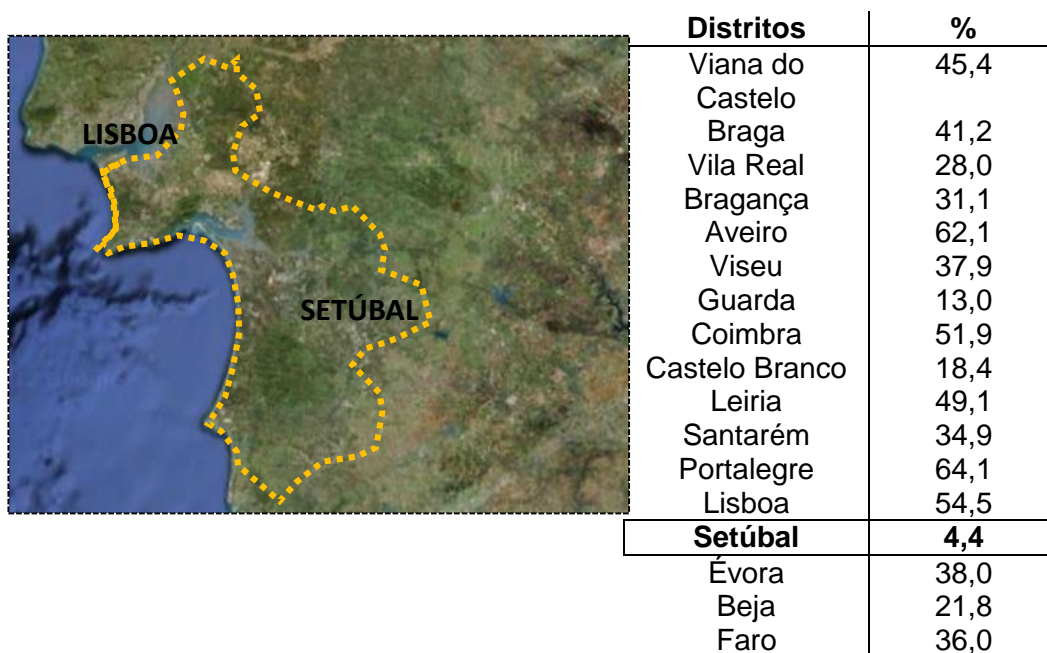 LISBOA
SETÚBAL
Distritos %
Viana do 45,4
Castelo
Braga 41,2
Vila Real 28,0
Bragança 31,1
Aveiro 62,1
Viseu 37,9
Guarda 13,0
Coimbra 51,9
Castelo Branco 18,4
Leiria 49,1
Santarém 34,9
Portalegre 64,1
Lisboa 54,5
Setúbal 4,4
Évora 38,0
Beja 21,8
Faro 36,0